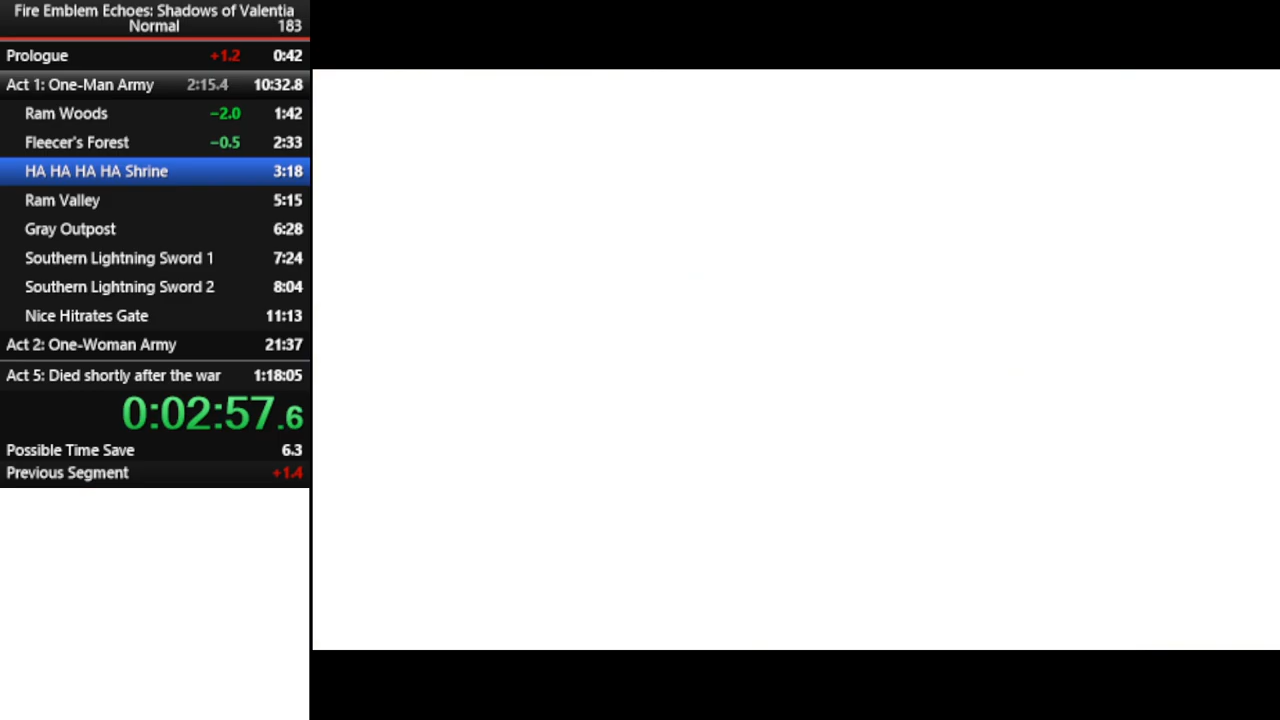 Fire Emblem Echoes: Shadows of Valentia
Normal 183
Prologue +1.2 0:42
Act 1: One-Man Army 2:15.4 10:32.8
Ram Woods −2.0 1:42
Fleecer's Forest −0.5 2:33
HA HA HA HA Shrine 3:18
Ram Valley 5:15
Gray Outpost 6:28
Southern Lightning Sword 1 7:24
Southern Lightning Sword 2 8:04
Nice Hitrates Gate 11:13
Act 2: One-Woman Army 21:37
Act 5: Died shortly after the war 1:18:05
0:02:57.6
Possible Time Save 6.3
Previous Segment +1.4